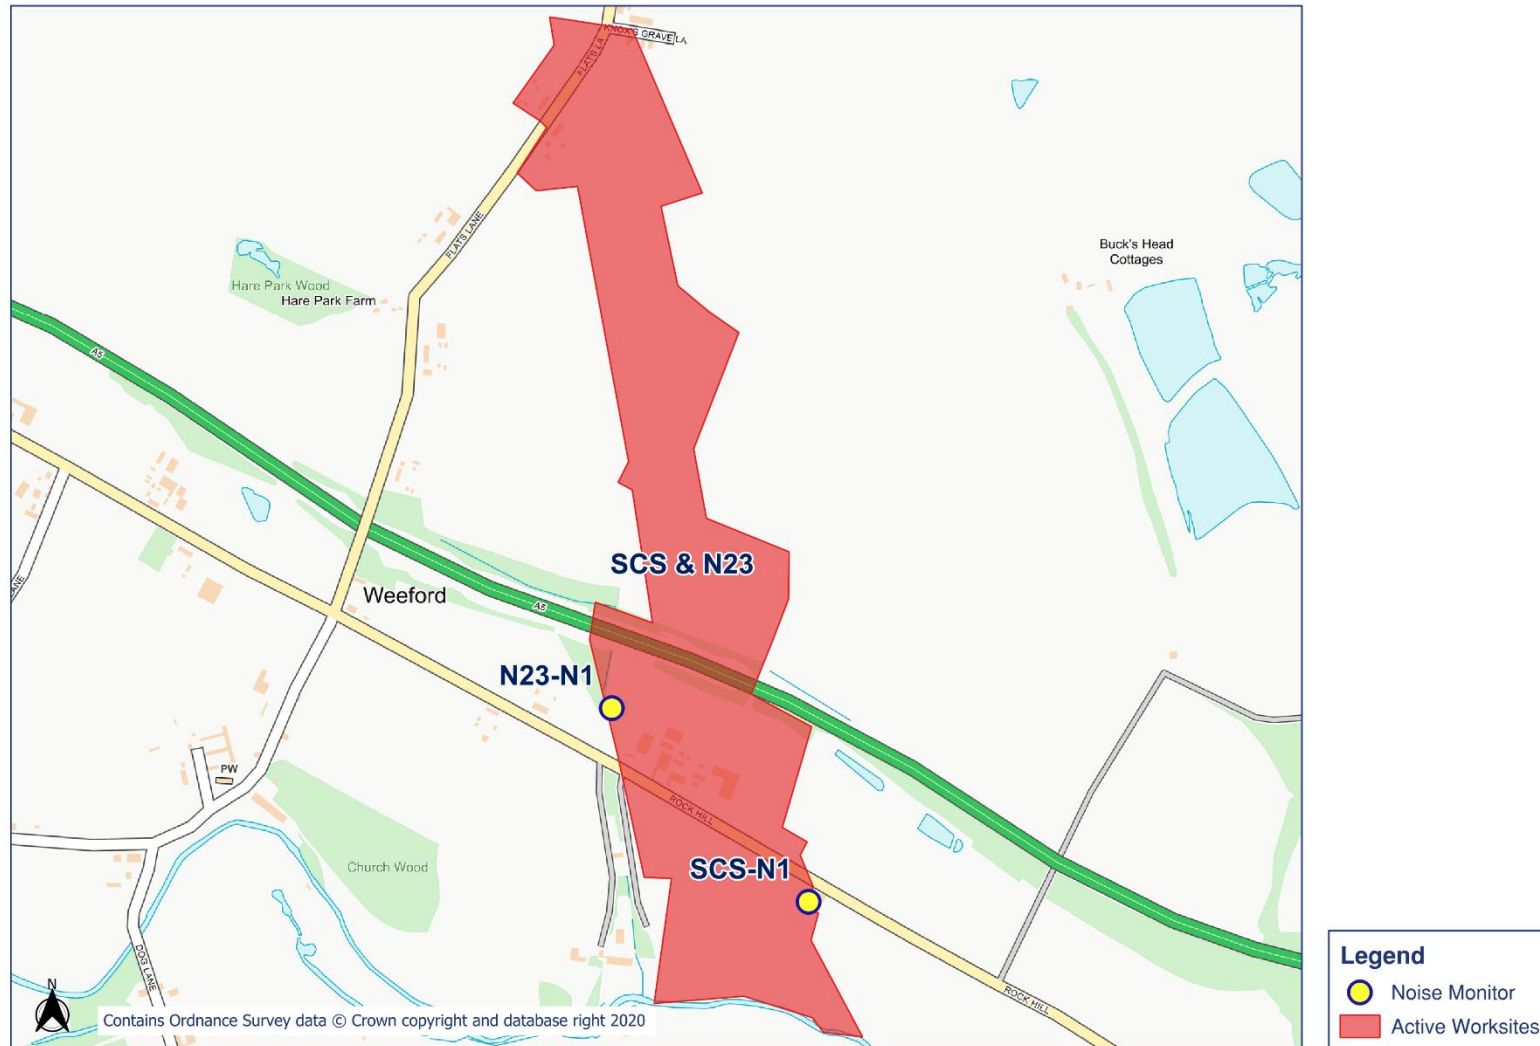 KNOX'S GRAVE LA
FLATS LA
FLATS LANE
Buck's Head
Cottages
Hare Park Wood
Hare Park Farm
A5
SCS & N23
Weeford
A5
LANE
N23-N1
PW
ROCK HILL
SCS-N1
Church Wood
DOG LANE
ROCK HILL
N
Contains Ordnance Survey data © Crown copyright and database right 2020
Legend
Noise Monitor
Active Worksites